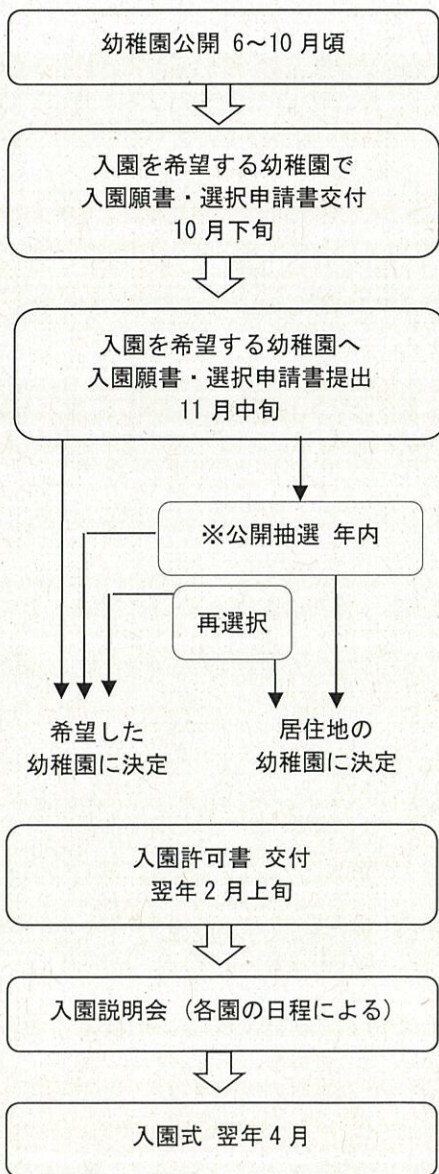 幼稚園公開 6～10月頃
入園を希望する幼稚園で
入園願書・選択申請書交付
10月下旬
入園を希望する幼稚園へ
入園願書・選択申請書提出
11月中旬
※公開抽選 年内
再選択
希望した
幼稚園に決定
居住地の
幼稚園に決定
入園許可書 交付
翌年2月上旬
入園説明会（各園の日程による）
入園式 翌年4月